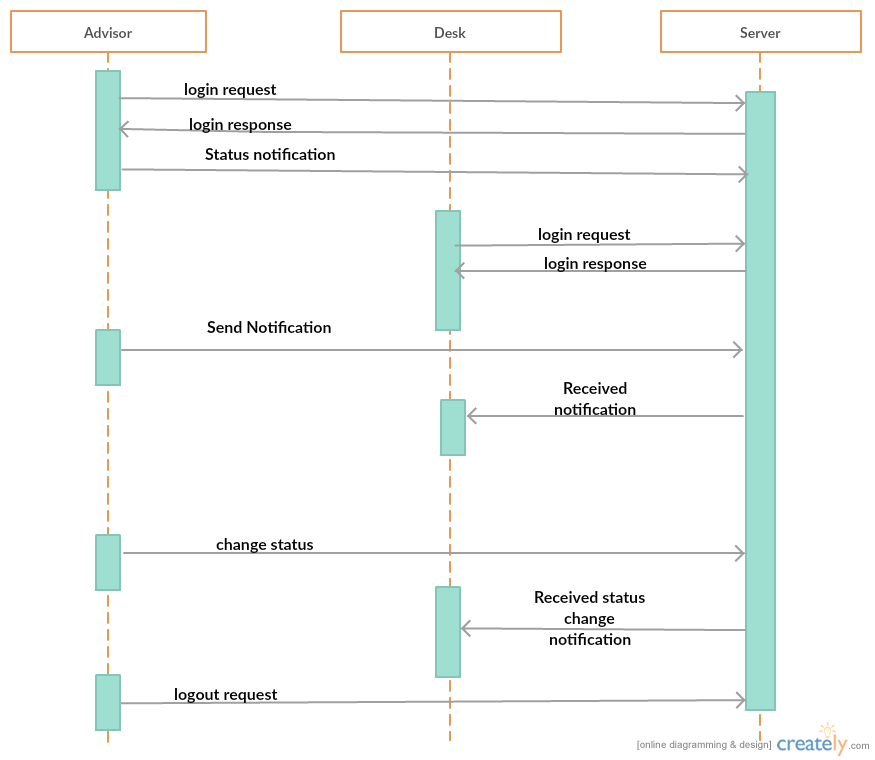 Advisor
Desk
Server
login request
login response
Status notification
login request
login response
Send Notification
Received
notification
change status
Received status
change
notification
logout request
[online diagramming & design] creately.com